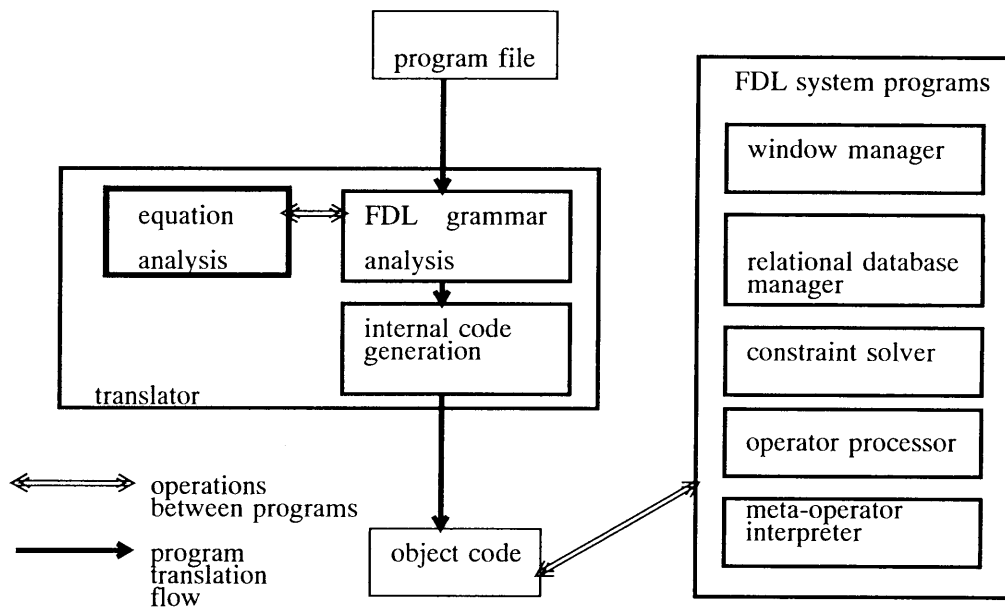 program file
FDL system programs
window manager
relational database
manager
constraint solver
operator processor
meta-operator
interpreter
equation
analysis
FDL grammar
analysis
internal code
generation
translator
operations
between programs
program
translation
flow
object code